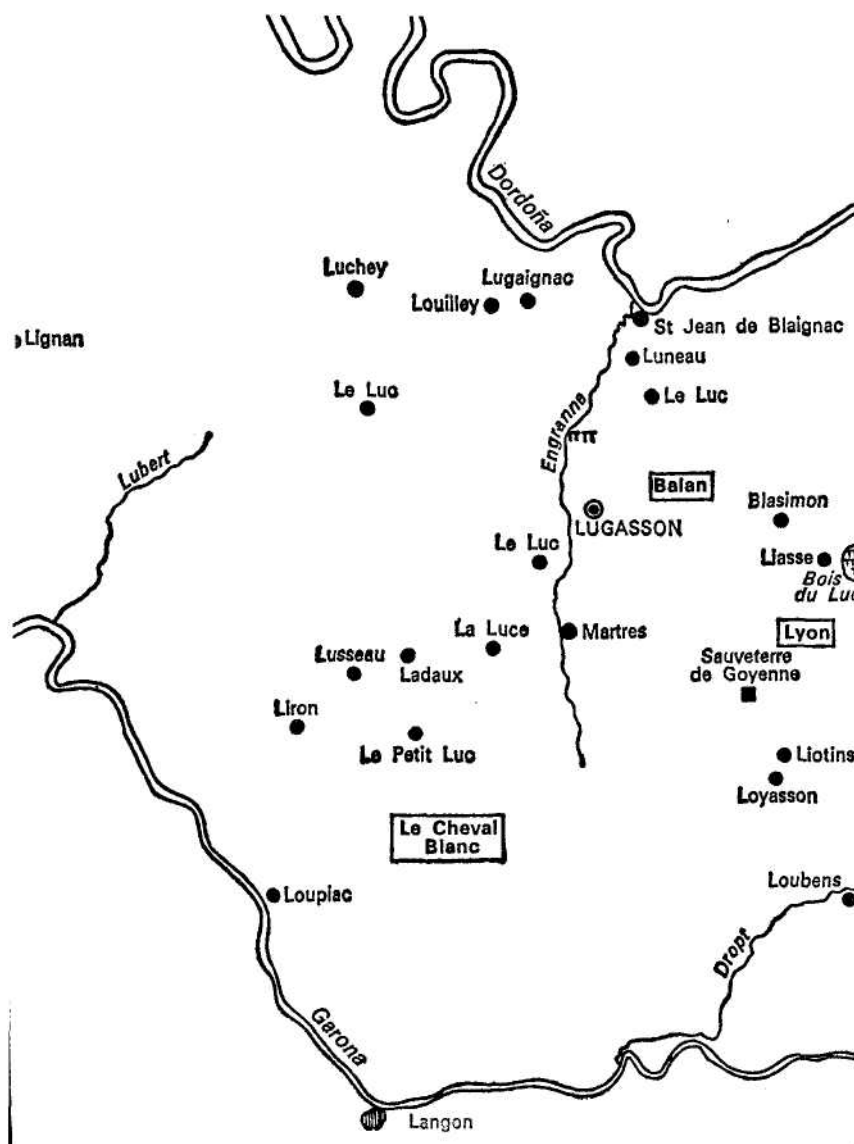 Dordoña
Luchey
Lugaignac
Louilley
St Jean de Blaignac
Lignan
Luneau
Le Luc
Le Luc
Engranne
Lubert
Balan
Blasimon
LUGASSON
Le Luc
Liasse
Bois
du Luc
La Luce
Martres
Lyon
Lusseau
Ladaux
Sauveterre
de Goyenne
Liron
Le Petit Luc
Liotins
Loyasson
Le Cheval
Blanc
Loupiac
Loubens
Dropt
Garona
Langon